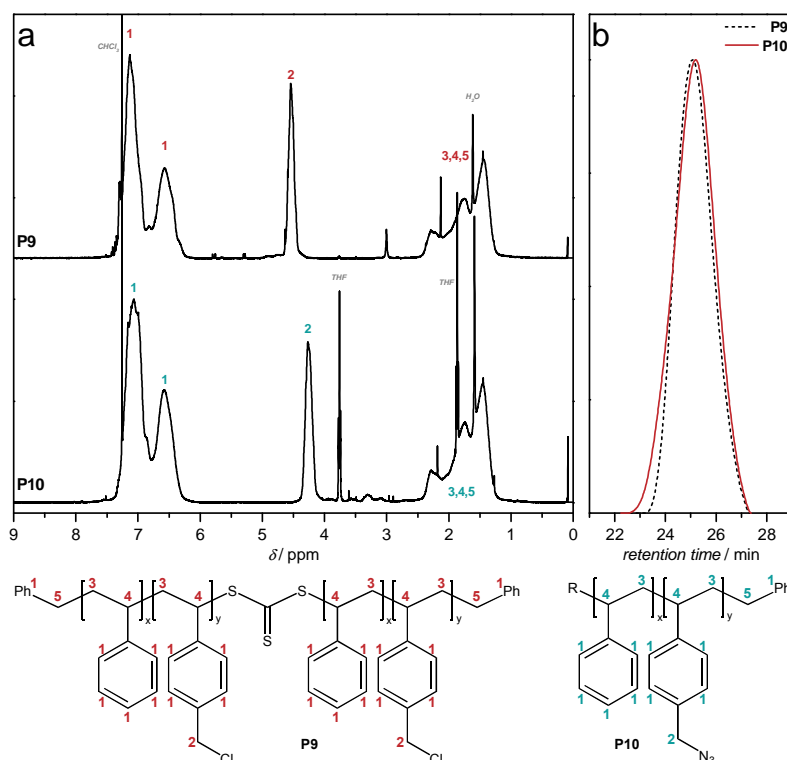 a
b
CHCl3
1
1
2
3,4,5
H2O
P9
P9
P10
1
1
THF
2
THF
3,4,5
P10
9 8 7 6 5 4 3 2 1 0
δ / ppm
22 24 26 28
retention time / min
Ph 1 5 3 4 x 3 4 y S S S 4 3 x 4 3 y 5 1 Ph
1 1 1 1 1 1 1 1 1 1 1 1 1 1 1 1 1 1
2 Cl P9 2 Cl
R 4 3 x 4 3 y 5 1 Ph
1 1 1 1 1 1 1 1 1
2 N3 P10